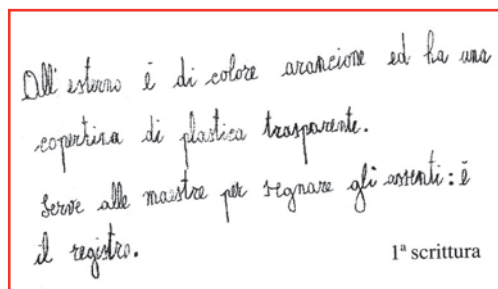 All'esterno é di colore arancione ed ha una
copertina di plastica trasparente.
Serve alle maestre per segnare gli assenti: é
il registro.
1ª scrittura